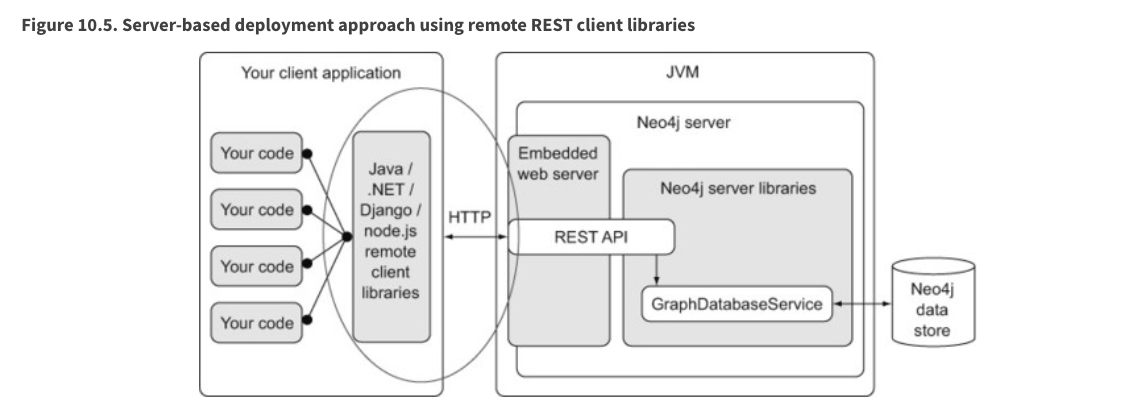 Figure 10.5. Server-based deployment approach using remote REST client libraries
Your client application
Your code
Your code
Your code
Your code
Java /
.NET /
Django /
node.js
remote
client
libraries
HTTP
JVM
Neo4j server
Embedded
web server
Neo4j server libraries
REST API
GraphDatabaseService
Neo4j
data
store